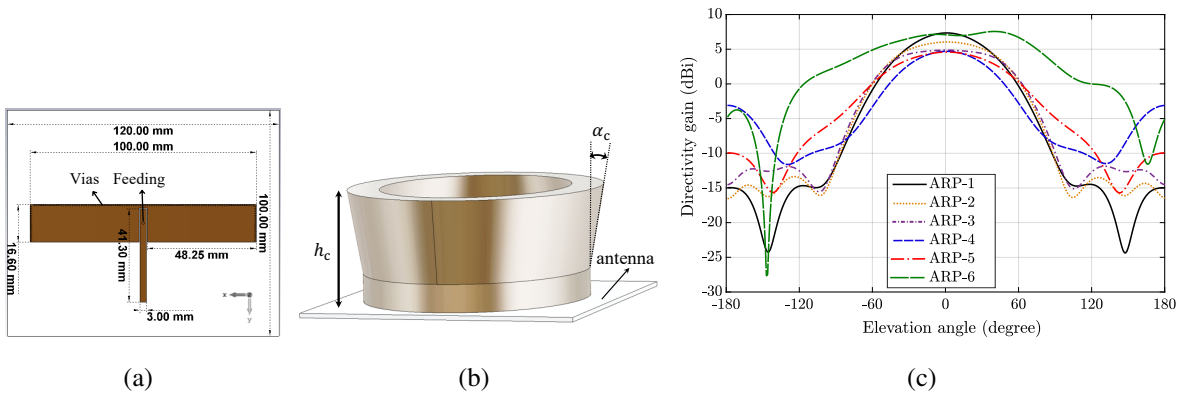 120.00 mm
100.00 mm
Vias Feeding
100.00 mm
41.30 mm
16.60 mm
48.25 mm
x z
y
3.00 mm
(a)
αc
hc
antenna
(b)
Directivity gain (dBi)
10
5
0
-5
-10
-15
-20
-25
-30
ARP-1
ARP-2
ARP-3
ARP-4
ARP-5
ARP-6
-180 -120 -60 0 60 120 180
Elevation angle (degree)
(c)